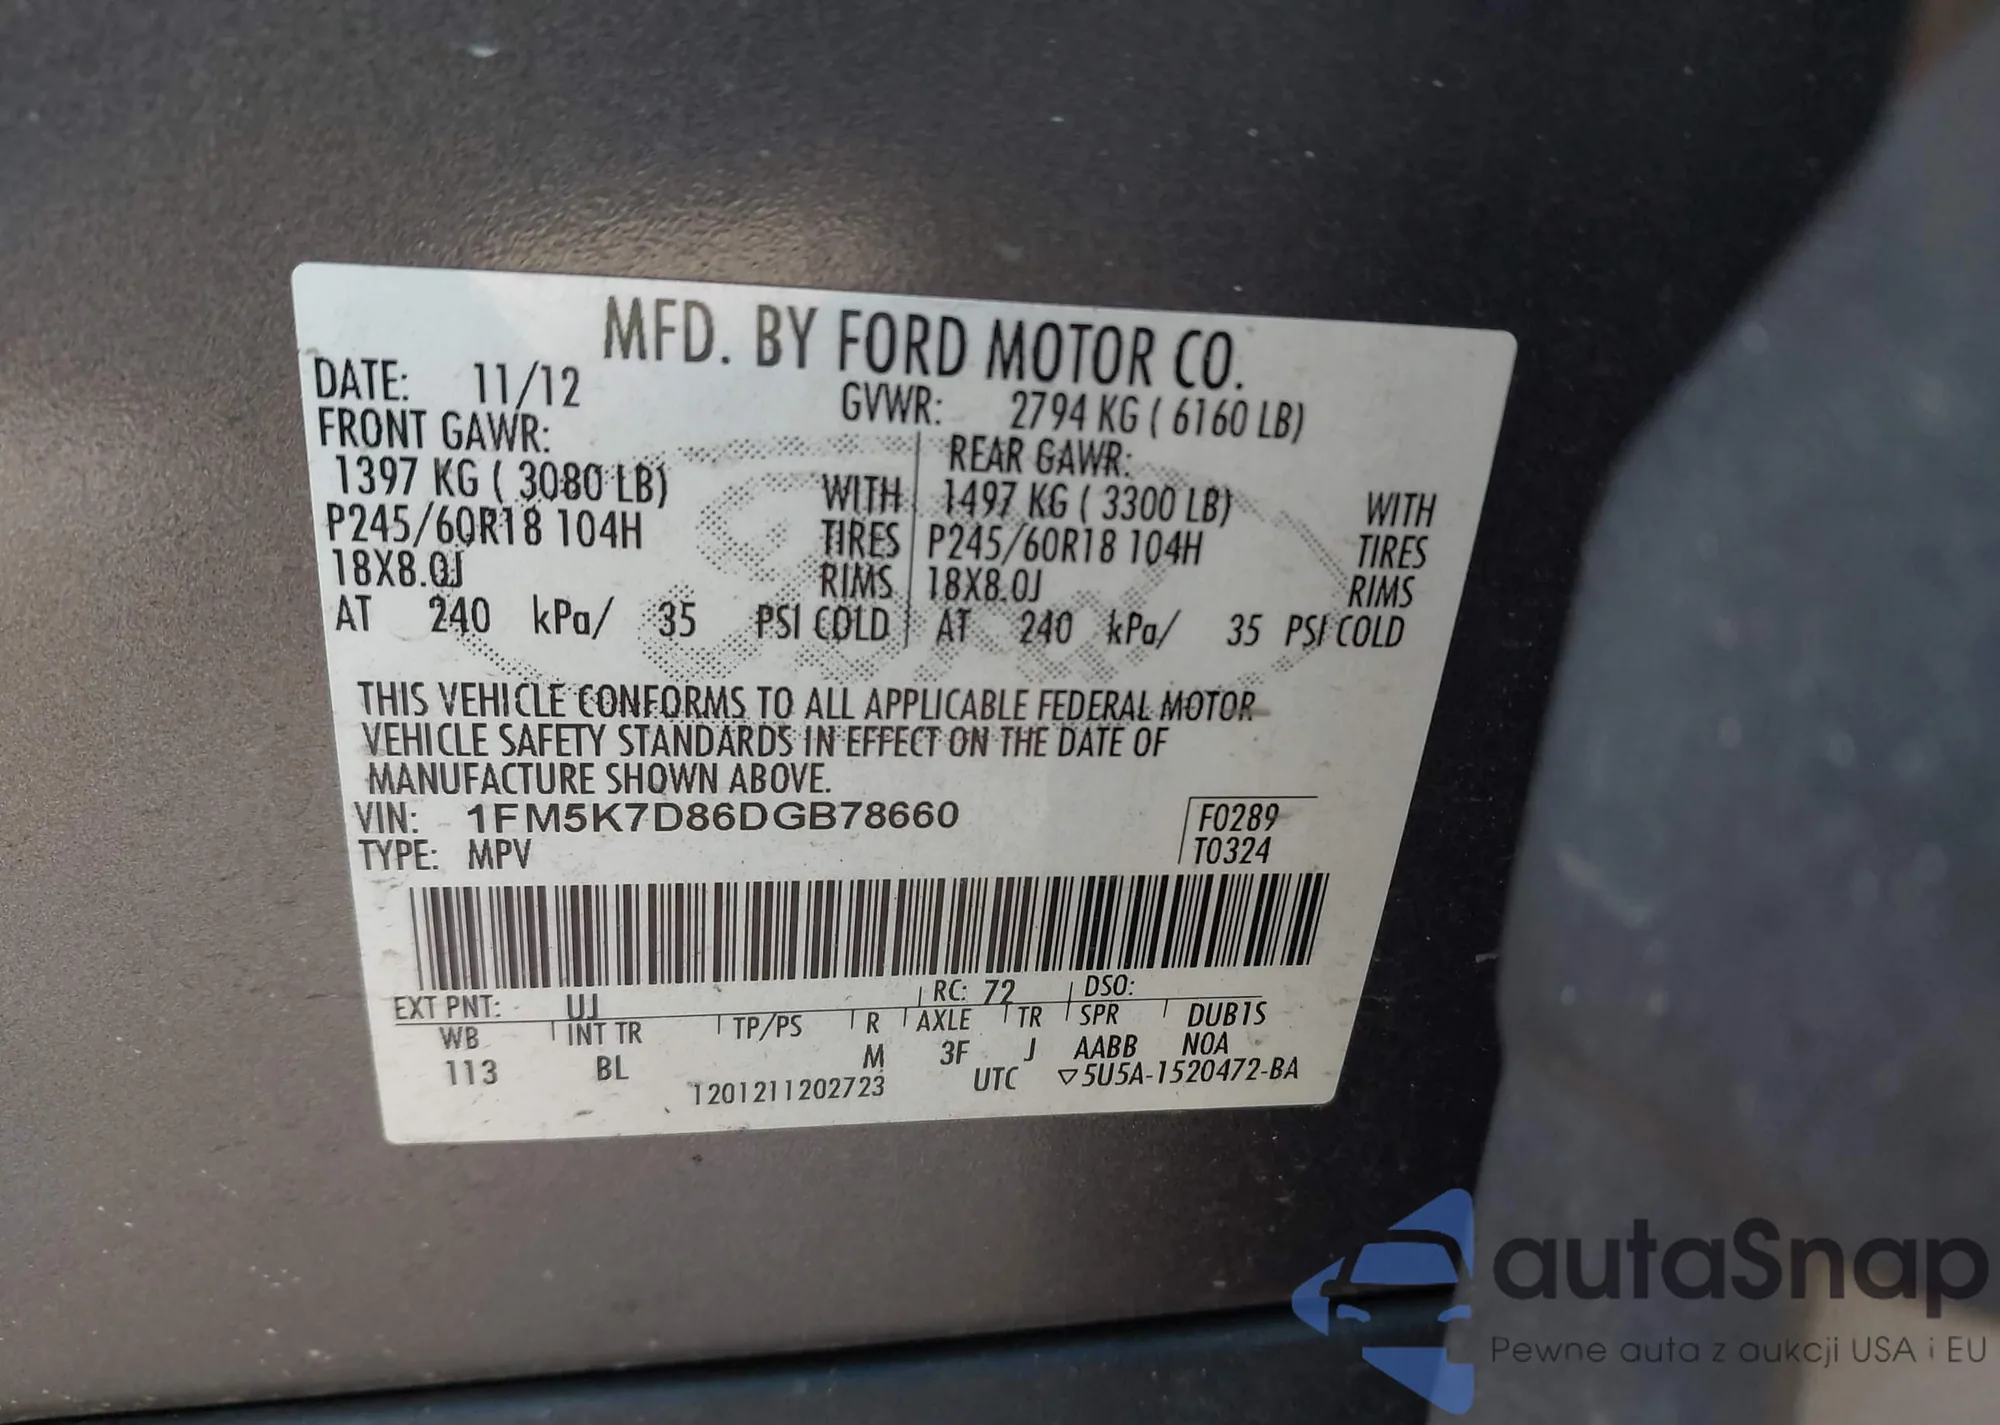 MFD. BY FORD MOTOR CO.
DATE: 11/12 GVWR: 2794 KG ( 6160 LB)
FRONT GAWR: REAR GAWR:
1397 KG ( 3080 LB) WITH 1497 KG ( 3300 LB) WITH
P245/60R18 104H TIRES P245/60R18 104H TIRES
18X8.0J RIMS 18X8.0J RIMS
AT 240 kPa/ 35 PSI COLD AT 240 kPa/ 35 PSI COLD
THIS VEHICLE CONFORMS TO ALL APPLICABLE FEDERAL MOTOR
VEHICLE SAFETY STANDARDS IN EFFECT ON THE DATE OF
MANUFACTURE SHOWN ABOVE.
VIN: 1FM5K7D86DGB78660 F0289
TYPE: MPV T0324
EXT PNT: UJ RC: 72 DSO:
WB INT TR TP/PS R AXLE TR SPR DUB1S
113 BL M 3F J AABB N0A
1201211202723 UTC ▽5U5A-1520472-BA
autaSnap
Pewne auta z aukcji USA i EU